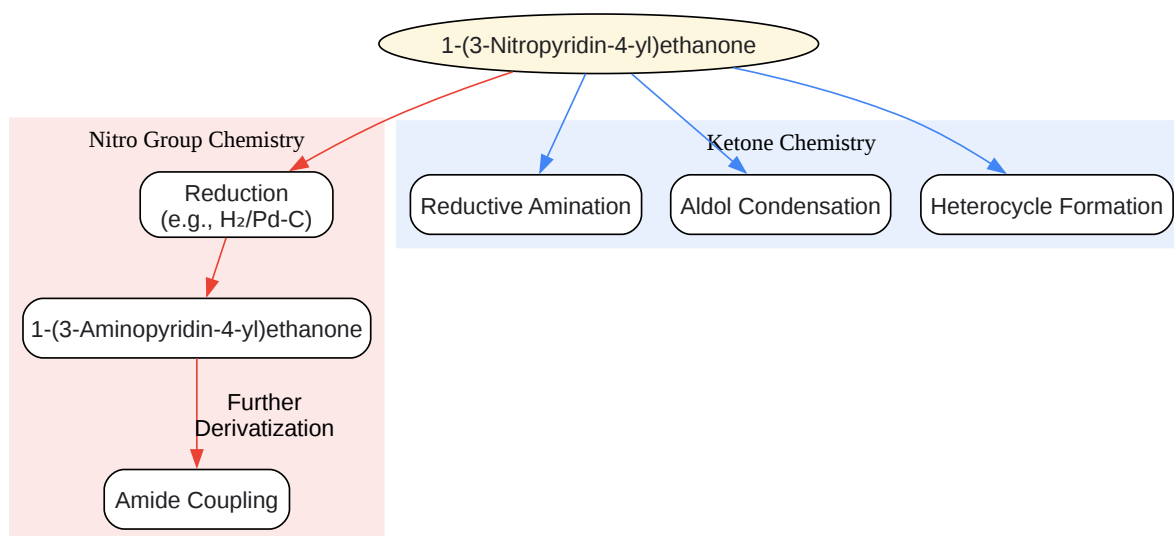 1-(3-Nitropyridin-4-yl)ethanone
Nitro Group Chemistry
Ketone Chemistry
Reduction
(e.g., H₂/Pd-C)
Reductive Amination
Aldol Condensation
Heterocycle Formation
1-(3-Aminopyridin-4-yl)ethanone
Further
Derivatization
Amide Coupling